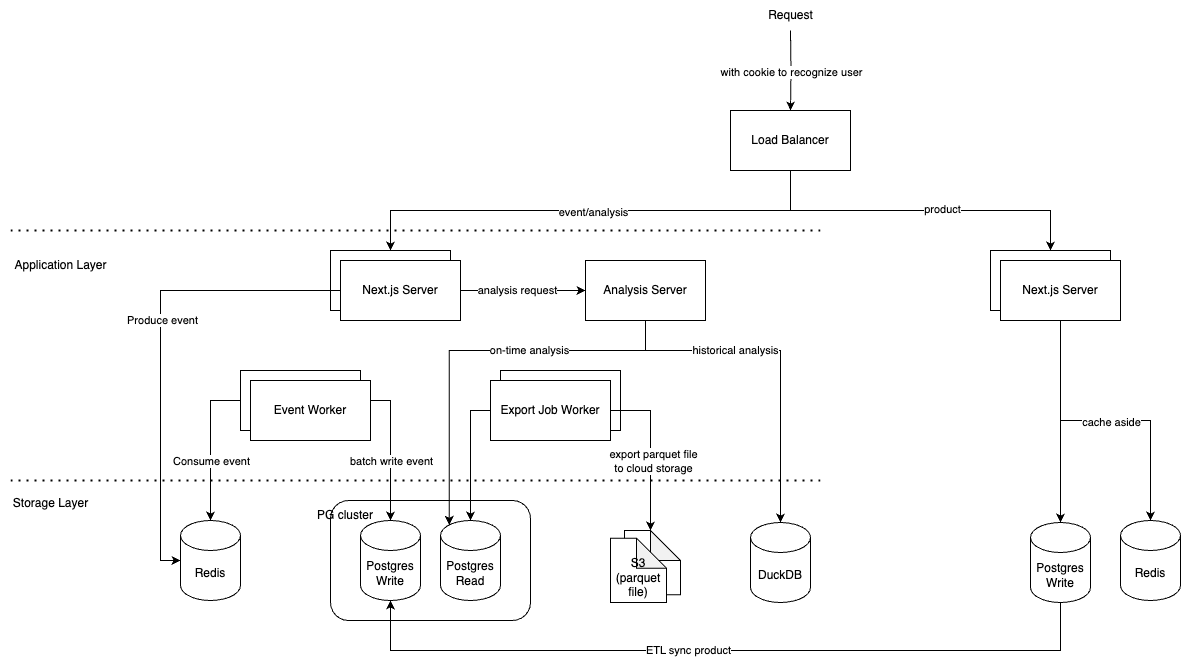 Request
with cookie to recognize user
Load Balancer
event/analysis
product
Application Layer
Next.js Server
analysis request
Analysis Server
Next.js Server
Produce event
on-time analysis
historical analysis
Event Worker
Export Job Worker
cache aside
Consume event
batch write event
export parquet file
to cloud storage
Storage Layer
PG cluster
Redis
Postgres
Write
Postgres
Read
S3
(parquet
file)
DuckDB
Postgres
Write
Redis
ETL sync product